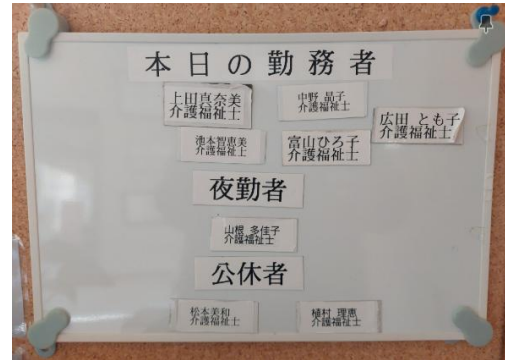 本日の勤務者
上田真奈美
介護福祉士
中野 晶子
介護福祉士
広田 とも子
介護福祉士
池本智恵美
介護福祉士
富山ひろ子
介護福祉士
夜勤者
山根 多佳子
介護福祉士
公休者
松本美和
介護福祉士
植村 理恵
介護福祉士